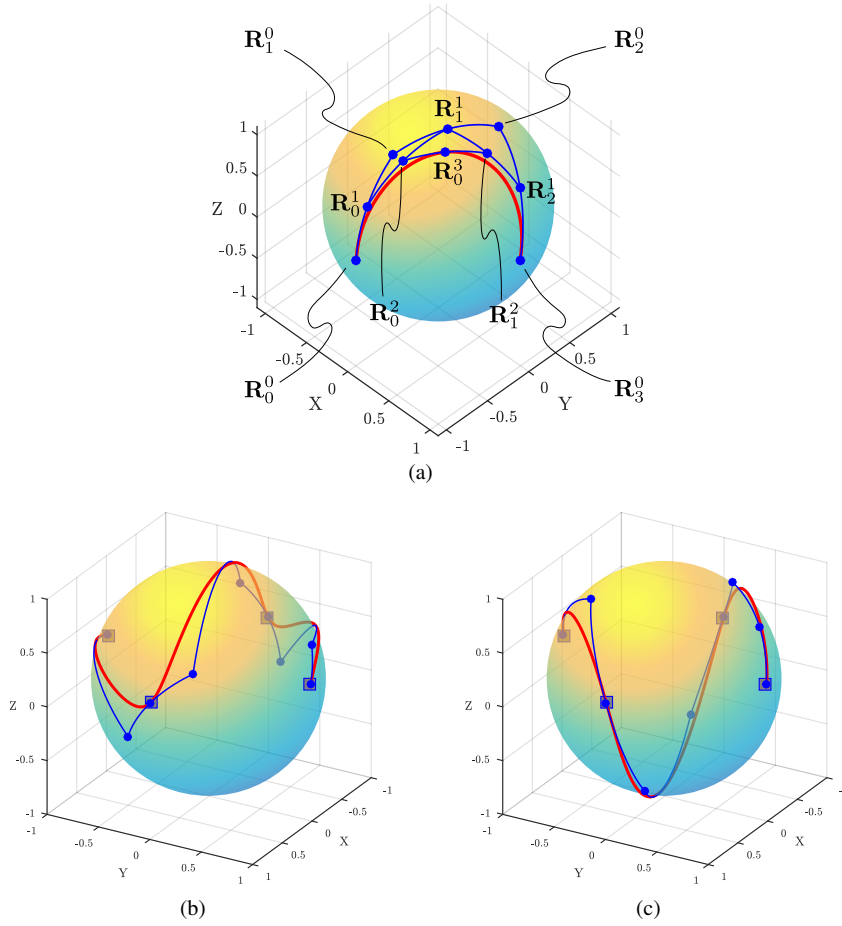 R_1^0 R_2^0
R_1^1
1
0.5
R_0^3
Z 0 R_0^1 R_2^1
-0.5
-1
R_0^2 R_1^2
-1 1
-0.5 0.5
R_0^0 0 0 R_3^0
X Y
0.5 -0.5
1 -1
(a)
1 1
0.5 0.5
Z 0 Z 0
-0.5 -0.5
-1 -1
-1 -1 -1 -1
-0.5 -0.5 -0.5 -0.5
0 0 0 0
Y 0.5 0.5 X Y 0.5 0.5 X
1 1 1 1
(b) (c)